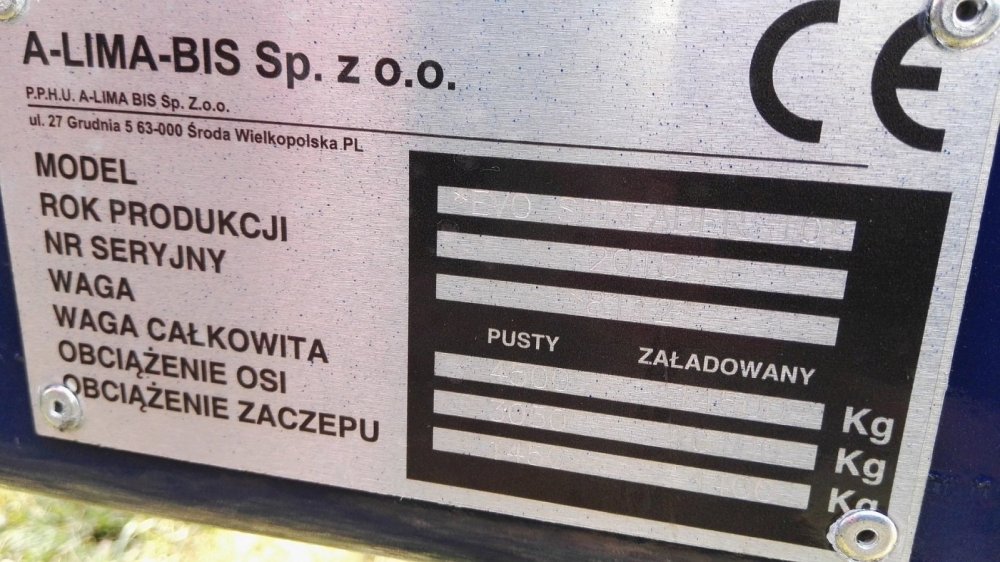 A-LIMA-BIS Sp. z o.o.
CE
P.P.H.U. A-LIMA BIS Sp. Z.o.o.
ul. 27 Grudnia 5 63-000 Środa Wielkopolska PL
MODEL
ROK PRODUKCJI
NR SERYJNY
WAGA
WAGA CAŁKOWITA
OBCIĄŻENIE OSI
OBCIĄŻENIE ZACZEPU
PUSTY ZAŁADOWANY
Kg
Kg
Kg